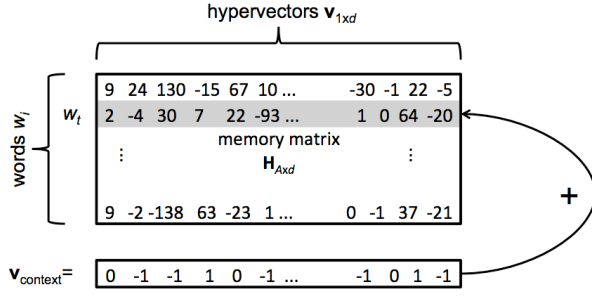 hypervectors v1xd
9 24 130 -15 67 10 ... -30 -1 22 -5
wt 2 -4 30 7 22 -93... 1 0 64 -20
words wi
memory matrix
⋮ ⋮
HAxd
+
9 -2 -138 63 -23 1 ... 0 -1 37 -21
vcontext= 0 -1 -1 1 0 -1... -1 0 1 -1